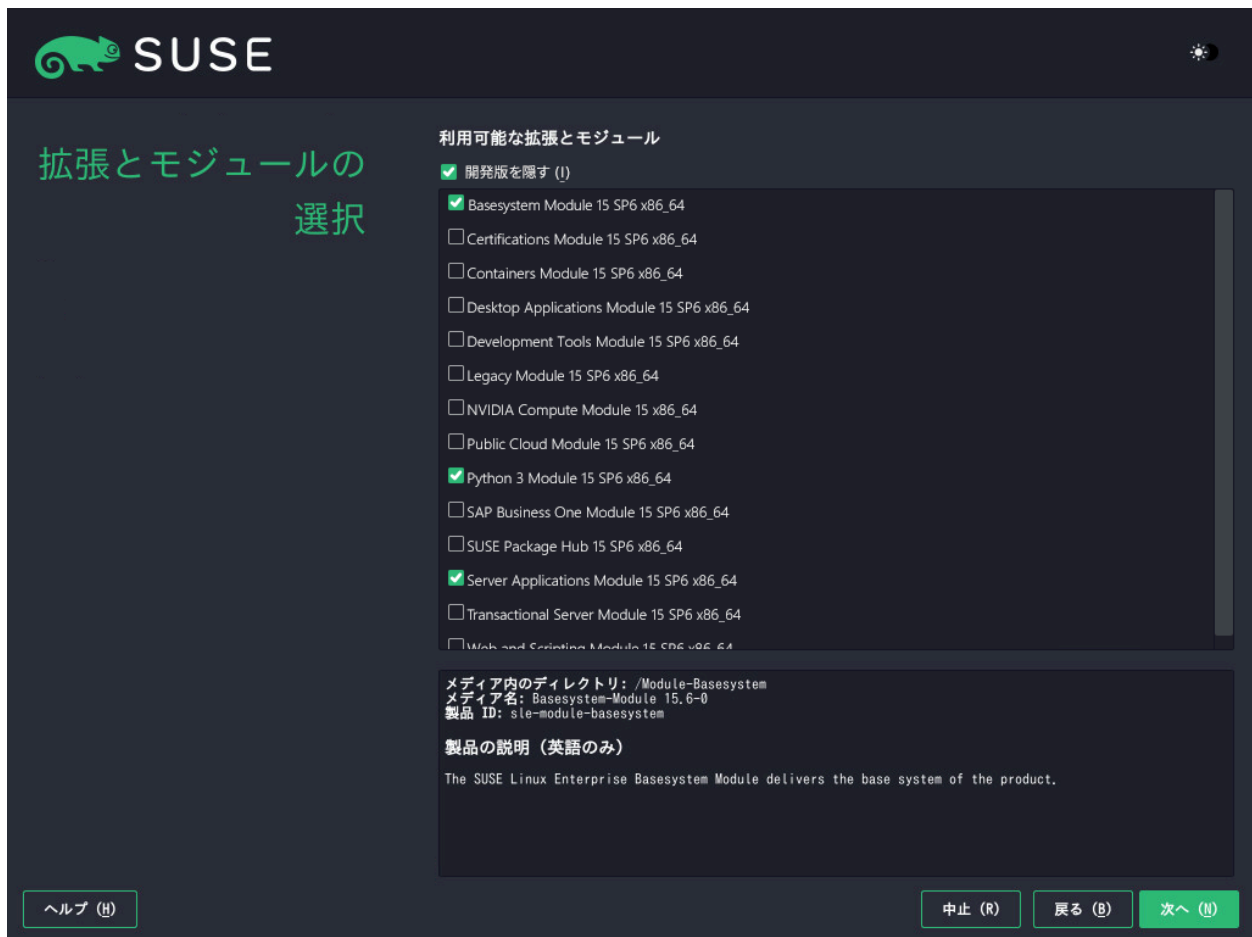 SUSE
拡張とモジュールの
選択
利用可能な拡張とモジュール
開発版を隠す (I)
Basesystem Module 15 SP6 x86_64
Certifications Module 15 SP6 x86_64
Containers Module 15 SP6 x86_64
Desktop Applications Module 15 SP6 x86_64
Development Tools Module 15 SP6 x86_64
Legacy Module 15 SP6 x86_64
NVIDIA Compute Module 15 x86_64
Public Cloud Module 15 SP6 x86_64
Python 3 Module 15 SP6 x86_64
SAP Business One Module 15 SP6 x86_64
SUSE Package Hub 15 SP6 x86_64
Server Applications Module 15 SP6 x86_64
Transactional Server Module 15 SP6 x86_64
Web and Scripting Module 15 SP6 x86_64
メディア内のディレクトリ: /Module-Basesystem
メディア名: Basesystem-Module 15.6-0
製品 ID: sle-module-basesystem
製品の説明（英語のみ）
The SUSE Linux Enterprise Basesystem Module delivers the base system of the product.
ヘルプ (H)
中止 (R)
戻る (B)
次へ (N)